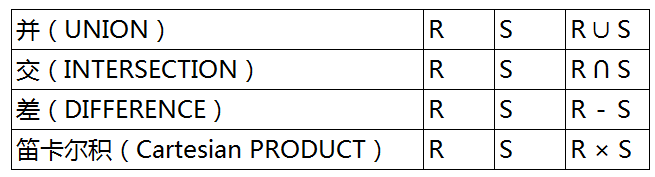 并（UNION） R S R∪S
交（INTERSECTION） R S R∩S
差（DIFFERENCE） R S R - S
笛卡尔积（Cartesian PRODUCT） R S R × S